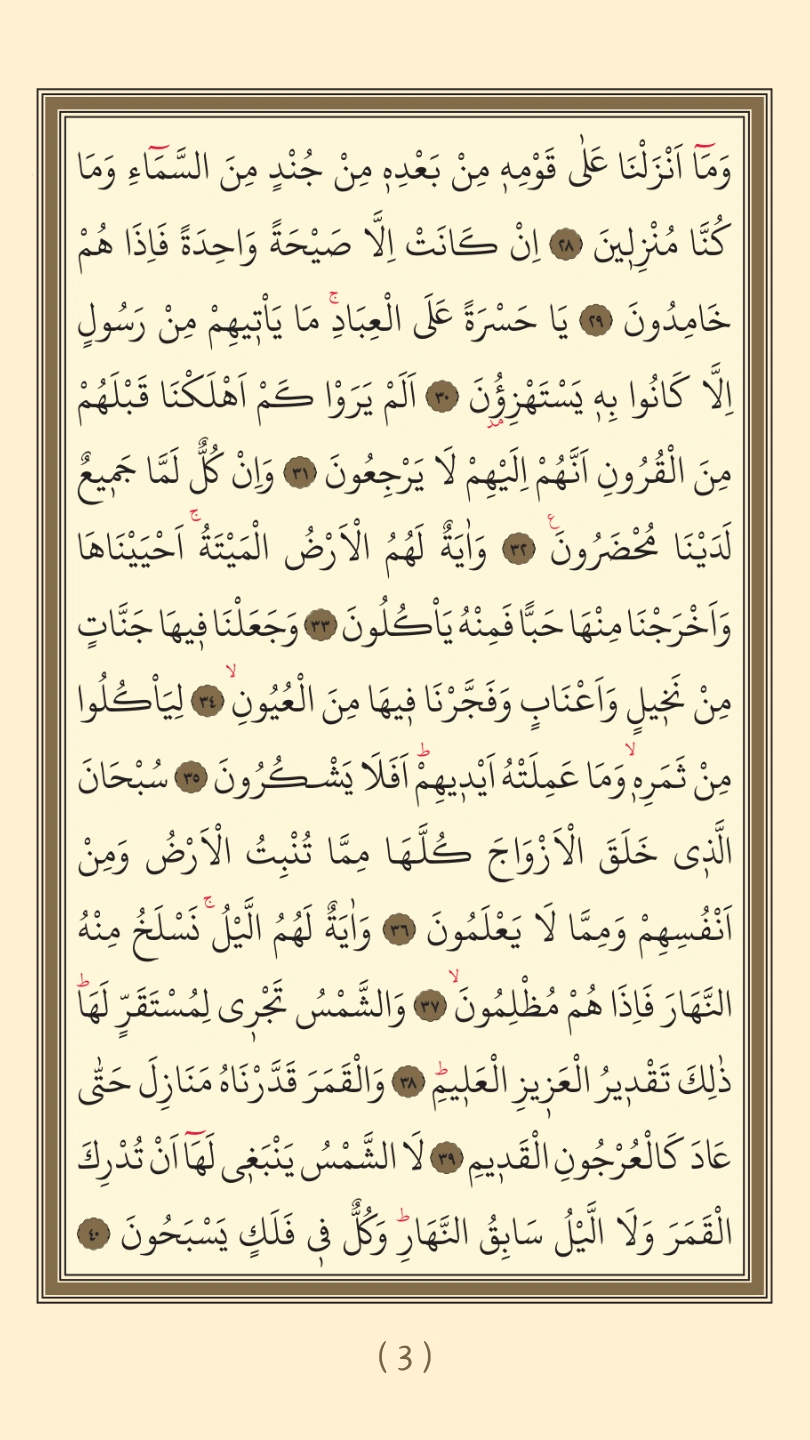 وَمَٓا اَنْزَلْنَا عَلٰى قَوْمِهٖ مِنْ بَعْدِهٖ مِنْ جُنْدٍ مِنَ السَّمَٓاءِ وَمَا
كُنَّا مُنْزِلٖينَ ﴿٢٨﴾ اِنْ كَانَتْ اِلَّا صَيْحَةً وَاحِدَةً فَاِذَا هُمْ
خَامِدُونَ ﴿٢٩﴾ يَا حَسْرَةً عَلَى الْعِبَادِۚ مَا يَاْتٖيهِمْ مِنْ رَسُولٍ
اِلَّا كَانُوا بِهٖ يَسْتَهْزِؤُ۫نَ ﴿٣٠﴾ اَلَمْ يَرَوْا كَمْ اَهْلَكْنَا قَبْلَهُمْ
مِنَ الْقُرُونِ اَنَّهُمْ اِلَيْهِمْ لَا يَرْجِعُونَ ﴿٣١﴾ وَاِنْ كُلٌّ لَمَّا جَمٖيعٌ
لَدَيْنَا مُحْضَرُونَ۟ ﴿٣٢﴾ وَاٰيَةٌ لَهُمُ الْاَرْضُ الْمَيْتَةُۚ اَحْيَيْنَاهَا
وَاَخْرَجْنَا مِنْهَا حَبًّا فَمِنْهُ يَاْكُلُونَ ﴿٣٣﴾ وَجَعَلْنَا فٖيهَا جَنَّاتٍ
مِنْ نَخٖيلٍ وَاَعْنَابٍ وَفَجَّرْنَا فٖيهَا مِنَ الْعُيُونِۙ ﴿٣٤﴾ لِيَاْكُلُوا
مِنْ ثَمَرِهٖۙ وَمَا عَمِلَتْهُ اَيْدٖيهِمْۜ اَفَلَا يَشْكُرُونَ ﴿٣٥﴾ سُبْحَانَ
الَّذٖى خَلَقَ الْاَزْوَاجَ كُلَّهَا مِمَّا تُنْبِتُ الْاَرْضُ وَمِنْ
اَنْفُسِهِمْ وَمِمَّا لَا يَعْلَمُونَ ﴿٣٦﴾ وَاٰيَةٌ لَهُمُ الَّيْلُۚ نَسْلَخُ مِنْهُ
النَّهَارَ فَاِذَا هُمْ مُظْلِمُونَۙ ﴿٣٧﴾ وَالشَّمْسُ تَجْرٖى لِمُسْتَقَرٍّ لَهَاۜ
ذٰلِكَ تَقْدٖيرُ الْعَزٖيزِ الْعَلٖيمِۜ ﴿٣٨﴾ وَالْقَمَرَ قَدَّرْنَاهُ مَنَازِلَ حَتّٰى
عَادَ كَالْعُرْجُونِ الْقَدٖيمِ ﴿٣٩﴾ لَا الشَّمْسُ يَنْبَغٖى لَهَٓا اَنْ تُدْرِكَ
الْقَمَرَ وَلَا الَّيْلُ سَابِقُ النَّهَارِۜ وَكُلٌّ فٖى فَلَكٍ يَسْبَحُونَ ﴿٤٠﴾
( 3 )